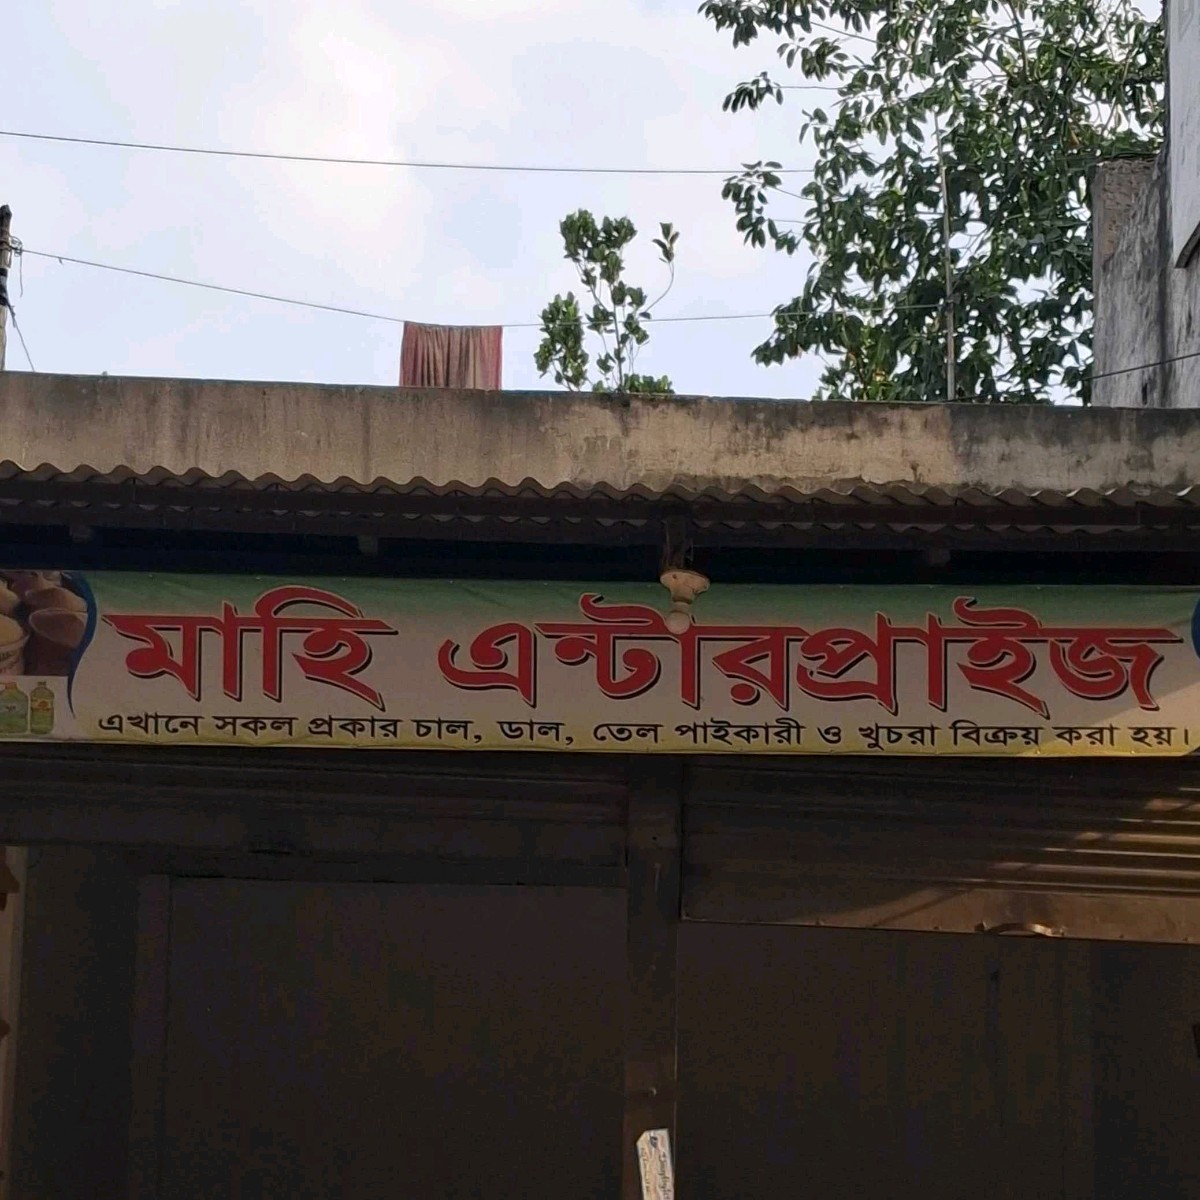 মাহি এন্টারপ্রাইজ
এখানে সকল প্রকার চাল, ডাল, তেল পাইকারী ও খুচরা বিক্রয় করা হয়।